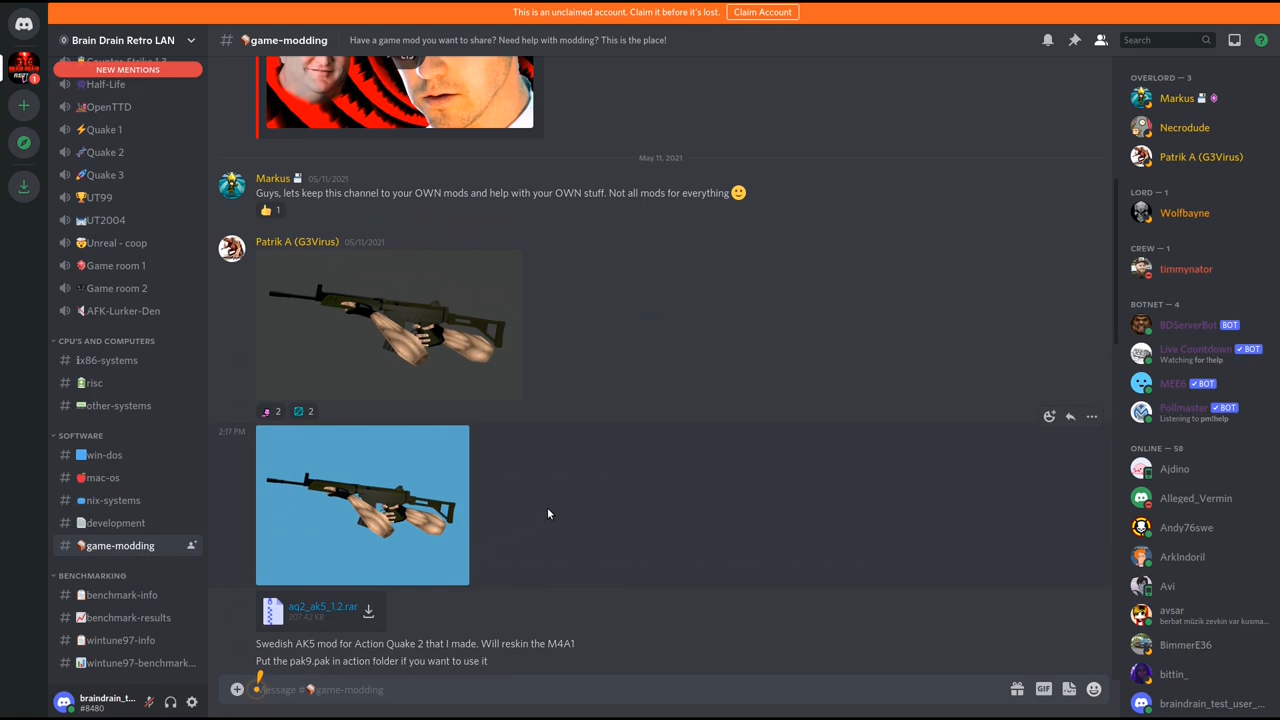 This is an unclaimed account. Claim it before it's lost. Claim Account
Brain Drain Retro LAN
NEW MENTIONS
Half-Life
OpenTTD
Quake 1
Quake 2
Quake 3
UT99
UT2004
Unreal - coop
Game room 1
Game room 2
AFK-Lurker-Den
CPU'S AND COMPUTERS
ix86-systems
risc
other-systems
SOFTWARE
win-dos
mac-os
nix-systems
development
game-modding
BENCHMARKING
benchmark-info
benchmark-results
wintune97-info
wintune97-benchmark...
braindrain_t...
#8480
game-modding
Have a game mod you want to share? Need help with modding? This is the place!
Search
May 11, 2021
Markus 05/11/2021
Guys, lets keep this channel to your OWN mods and help with your OWN stuff. Not all mods for everything
1
Patrik A (G3Virus) 05/11/2021
2 2
2:17 PM
aq2_ak5_1.2.rar
207.42 KB
Swedish AK5 mod for Action Quake 2 that I made. Will reskin the M4A1
Put the pak9.pak in action folder if you want to use it
Message # game-modding
GIF
OVERLORD — 3
Markus
Necrodude
Patrik A (G3Virus)
LORD — 1
Wolfbayne
CREW — 1
timmynator
BOTNET — 4
BDServerBot BOT
Live Countdown BOT
Watching for !help
MEE6 BOT
Pollmaster BOT
Listening to pm!help
ONLINE — 58
Ajdino
Alleged_Vermin
Andy76swe
ArkIndoril
Avi
avsar
berbat müzik zevkim var kusma...
BimmerE36
bittin_
braindrain_test_user_...